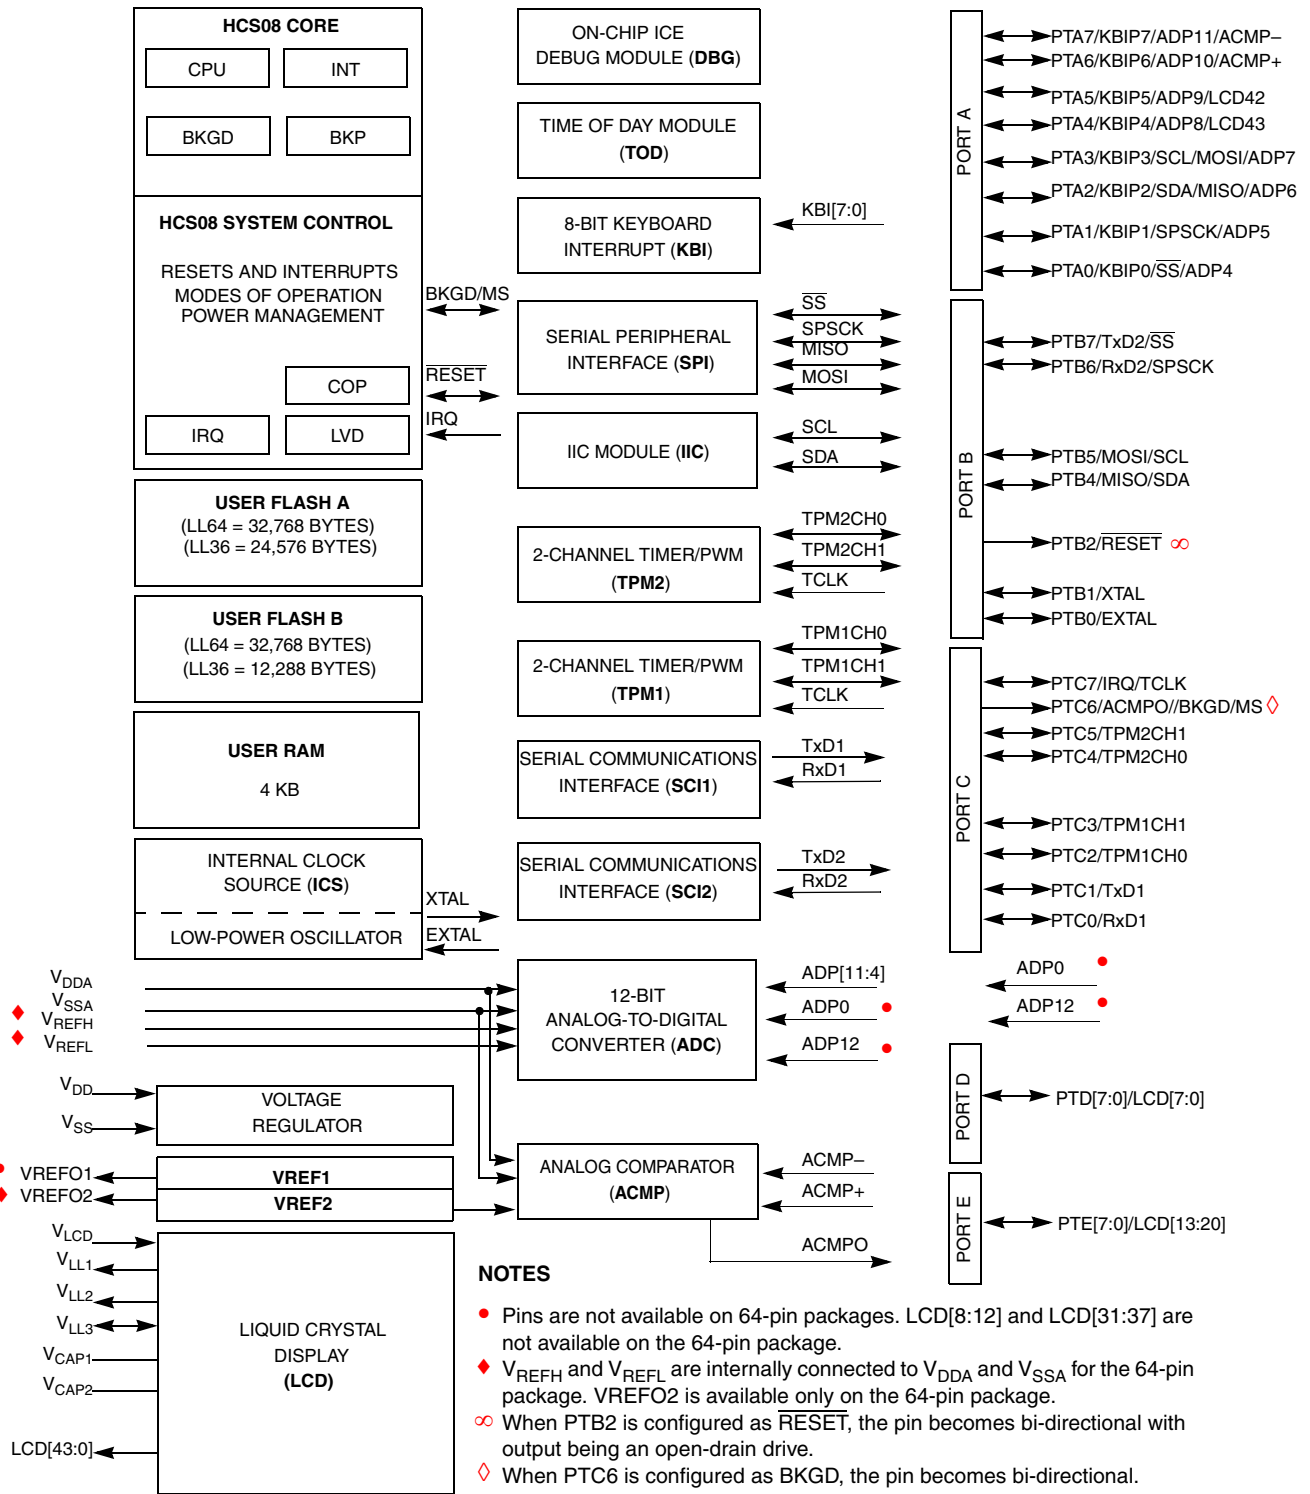 HCS08 CORE
CPU
INT
BKGD
BKP
HCS08 SYSTEM CONTROL
RESETS AND INTERRUPTS
MODES OF OPERATION
POWER MANAGEMENT
COP
IRQ
LVD
BKGD/MS
RESET
IRQ
USER FLASH A
(LL64 = 32,768 BYTES)
(LL36 = 24,576 BYTES)
USER FLASH B
(LL64 = 32,768 BYTES)
(LL36 = 12,288 BYTES)
USER RAM
4 KB
INTERNAL CLOCK
SOURCE (ICS)
LOW-POWER OSCILLATOR
XTAL
EXTAL
VDDA
VSSA
♦ VREFH
♦ VREFL
VDD
VSS
VOLTAGE
REGULATOR
• VREFO1
♦ VREFO2
VREF1
VREF2
VLCD
VLL1
VLL2
VLL3
VCAP1
VCAP2
LCD[43:0]
LIQUID CRYSTAL
DISPLAY
(LCD)
ON-CHIP ICE
DEBUG MODULE (DBG)
TIME OF DAY MODULE
(TOD)
8-BIT KEYBOARD
INTERRUPT (KBI)
KBI[7:0]
SERIAL PERIPHERAL
INTERFACE (SPI)
SS
SPSCK
MISO
MOSI
IIC MODULE (IIC)
SCL
SDA
2-CHANNEL TIMER/PWM
(TPM2)
TPM2CH0
TPM2CH1
TCLK
2-CHANNEL TIMER/PWM
(TPM1)
TPM1CH0
TPM1CH1
TCLK
SERIAL COMMUNICATIONS
INTERFACE (SCI1)
TxD1
RxD1
SERIAL COMMUNICATIONS
INTERFACE (SCI2)
TxD2
RxD2
12-BIT
ANALOG-TO-DIGITAL
CONVERTER (ADC)
ADP[11:4]
ADP0 •
ADP12 •
ANALOG COMPARATOR
(ACMP)
ACMP–
ACMP+
ACMPO
PORT A
PTA7/KBIP7/ADP11/ACMP–
PTA6/KBIP6/ADP10/ACMP+
PTA5/KBIP5/ADP9/LCD42
PTA4/KBIP4/ADP8/LCD43
PTA3/KBIP3/SCL/MOSI/ADP7
PTA2/KBIP2/SDA/MISO/ADP6
PTA1/KBIP1/SPSCK/ADP5
PTA0/KBIP0/SS/ADP4
PORT B
PTB7/TxD2/SS
PTB6/RxD2/SPSCK
PTB5/MOSI/SCL
PTB4/MISO/SDA
PTB2/RESET ∞
PTB1/XTAL
PTB0/EXTAL
PORT C
PTC7/IRQ/TCLK
PTC6/ACMPO//BKGD/MS ◊
PTC5/TPM2CH1
PTC4/TPM2CH0
PTC3/TPM1CH1
PTC2/TPM1CH0
PTC1/TxD1
PTC0/RxD1
ADP0 •
ADP12 •
PORT D
PTD[7:0]/LCD[7:0]
PORT E
PTE[7:0]/LCD[13:20]
NOTES
• Pins are not available on 64-pin packages. LCD[8:12] and LCD[31:37] are
not available on the 64-pin package.
♦ VREFH and VREFL are internally connected to VDDA and VSSA for the 64-pin
package. VREFO2 is available only on the 64-pin package.
∞ When PTB2 is configured as RESET, the pin becomes bi-directional with
output being an open-drain drive.
◊ When PTC6 is configured as BKGD, the pin becomes bi-directional.